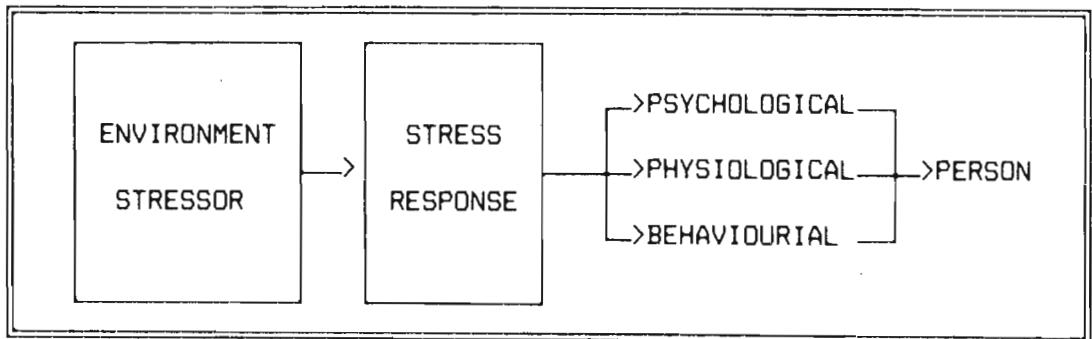 ENVIRONMENT
STRESSOR
>
STRESS
RESPONSE
>PSYCHOLOGICAL
>PHYSIOLOGICAL
>BEHAVIOURIAL
>PERSON